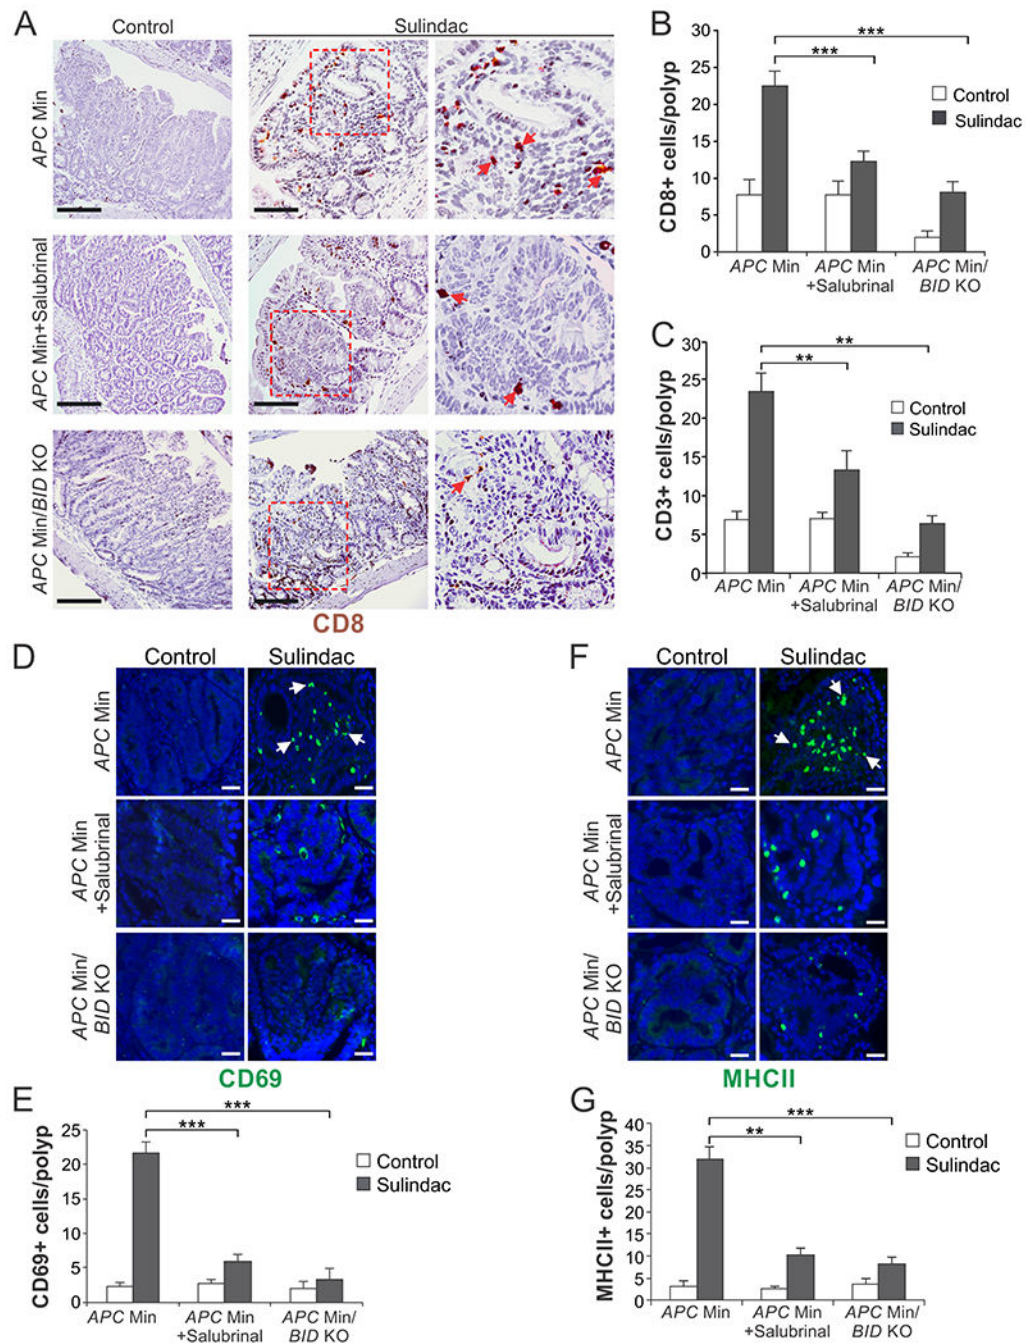 A
Control
Sulindac
APC Min
APC Min+Salubrinal
APC Min/BID KO
CD8
B
CD8+ cells/polyp
30
25
20
15
10
5
0
***
***
Control
Sulindac
APC Min
APC Min
+Salubrinal
APC Min/
BID KO
C
CD3+ cells/polyp
30
25
20
15
10
5
0
**
**
Control
Sulindac
APC Min
APC Min
+Salubrinal
APC Min/
BID KO
D
Control
Sulindac
APC Min
APC Min
+Salubrinal
APC Min/
BID KO
CD69
E
CD69+ cells/polyp
25
20
15
10
5
0
***
***
Control
Sulindac
APC Min
APC Min
+Salubrinal
APC Min/
BID KO
F
Control
Sulindac
APC Min
APC Min
+Salubrinal
APC Min/
BID KO
MHCII
G
MHCII+ cells/polyp
40
35
30
25
20
15
10
5
0
***
**
Control
Sulindac
APC Min
APC Min
+Salubrinal
APC Min/
BID KO